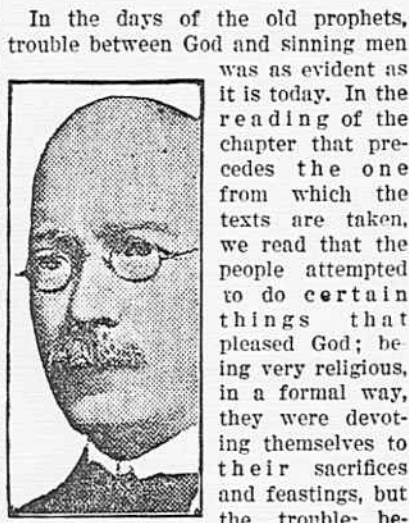 In the days of the old prophets,
trouble between God and sinning men
was as evident as
it is today. In the
reading of the
chapter that pre-
cedes the one
from which the
texts are taken,
we read that the
people attempted
to do certain
things that
pleased God; be-
ing very religious,
in a formal way,
they were devot-
ing themselves to
their sacrifices
and feastings, but
the trouble be-